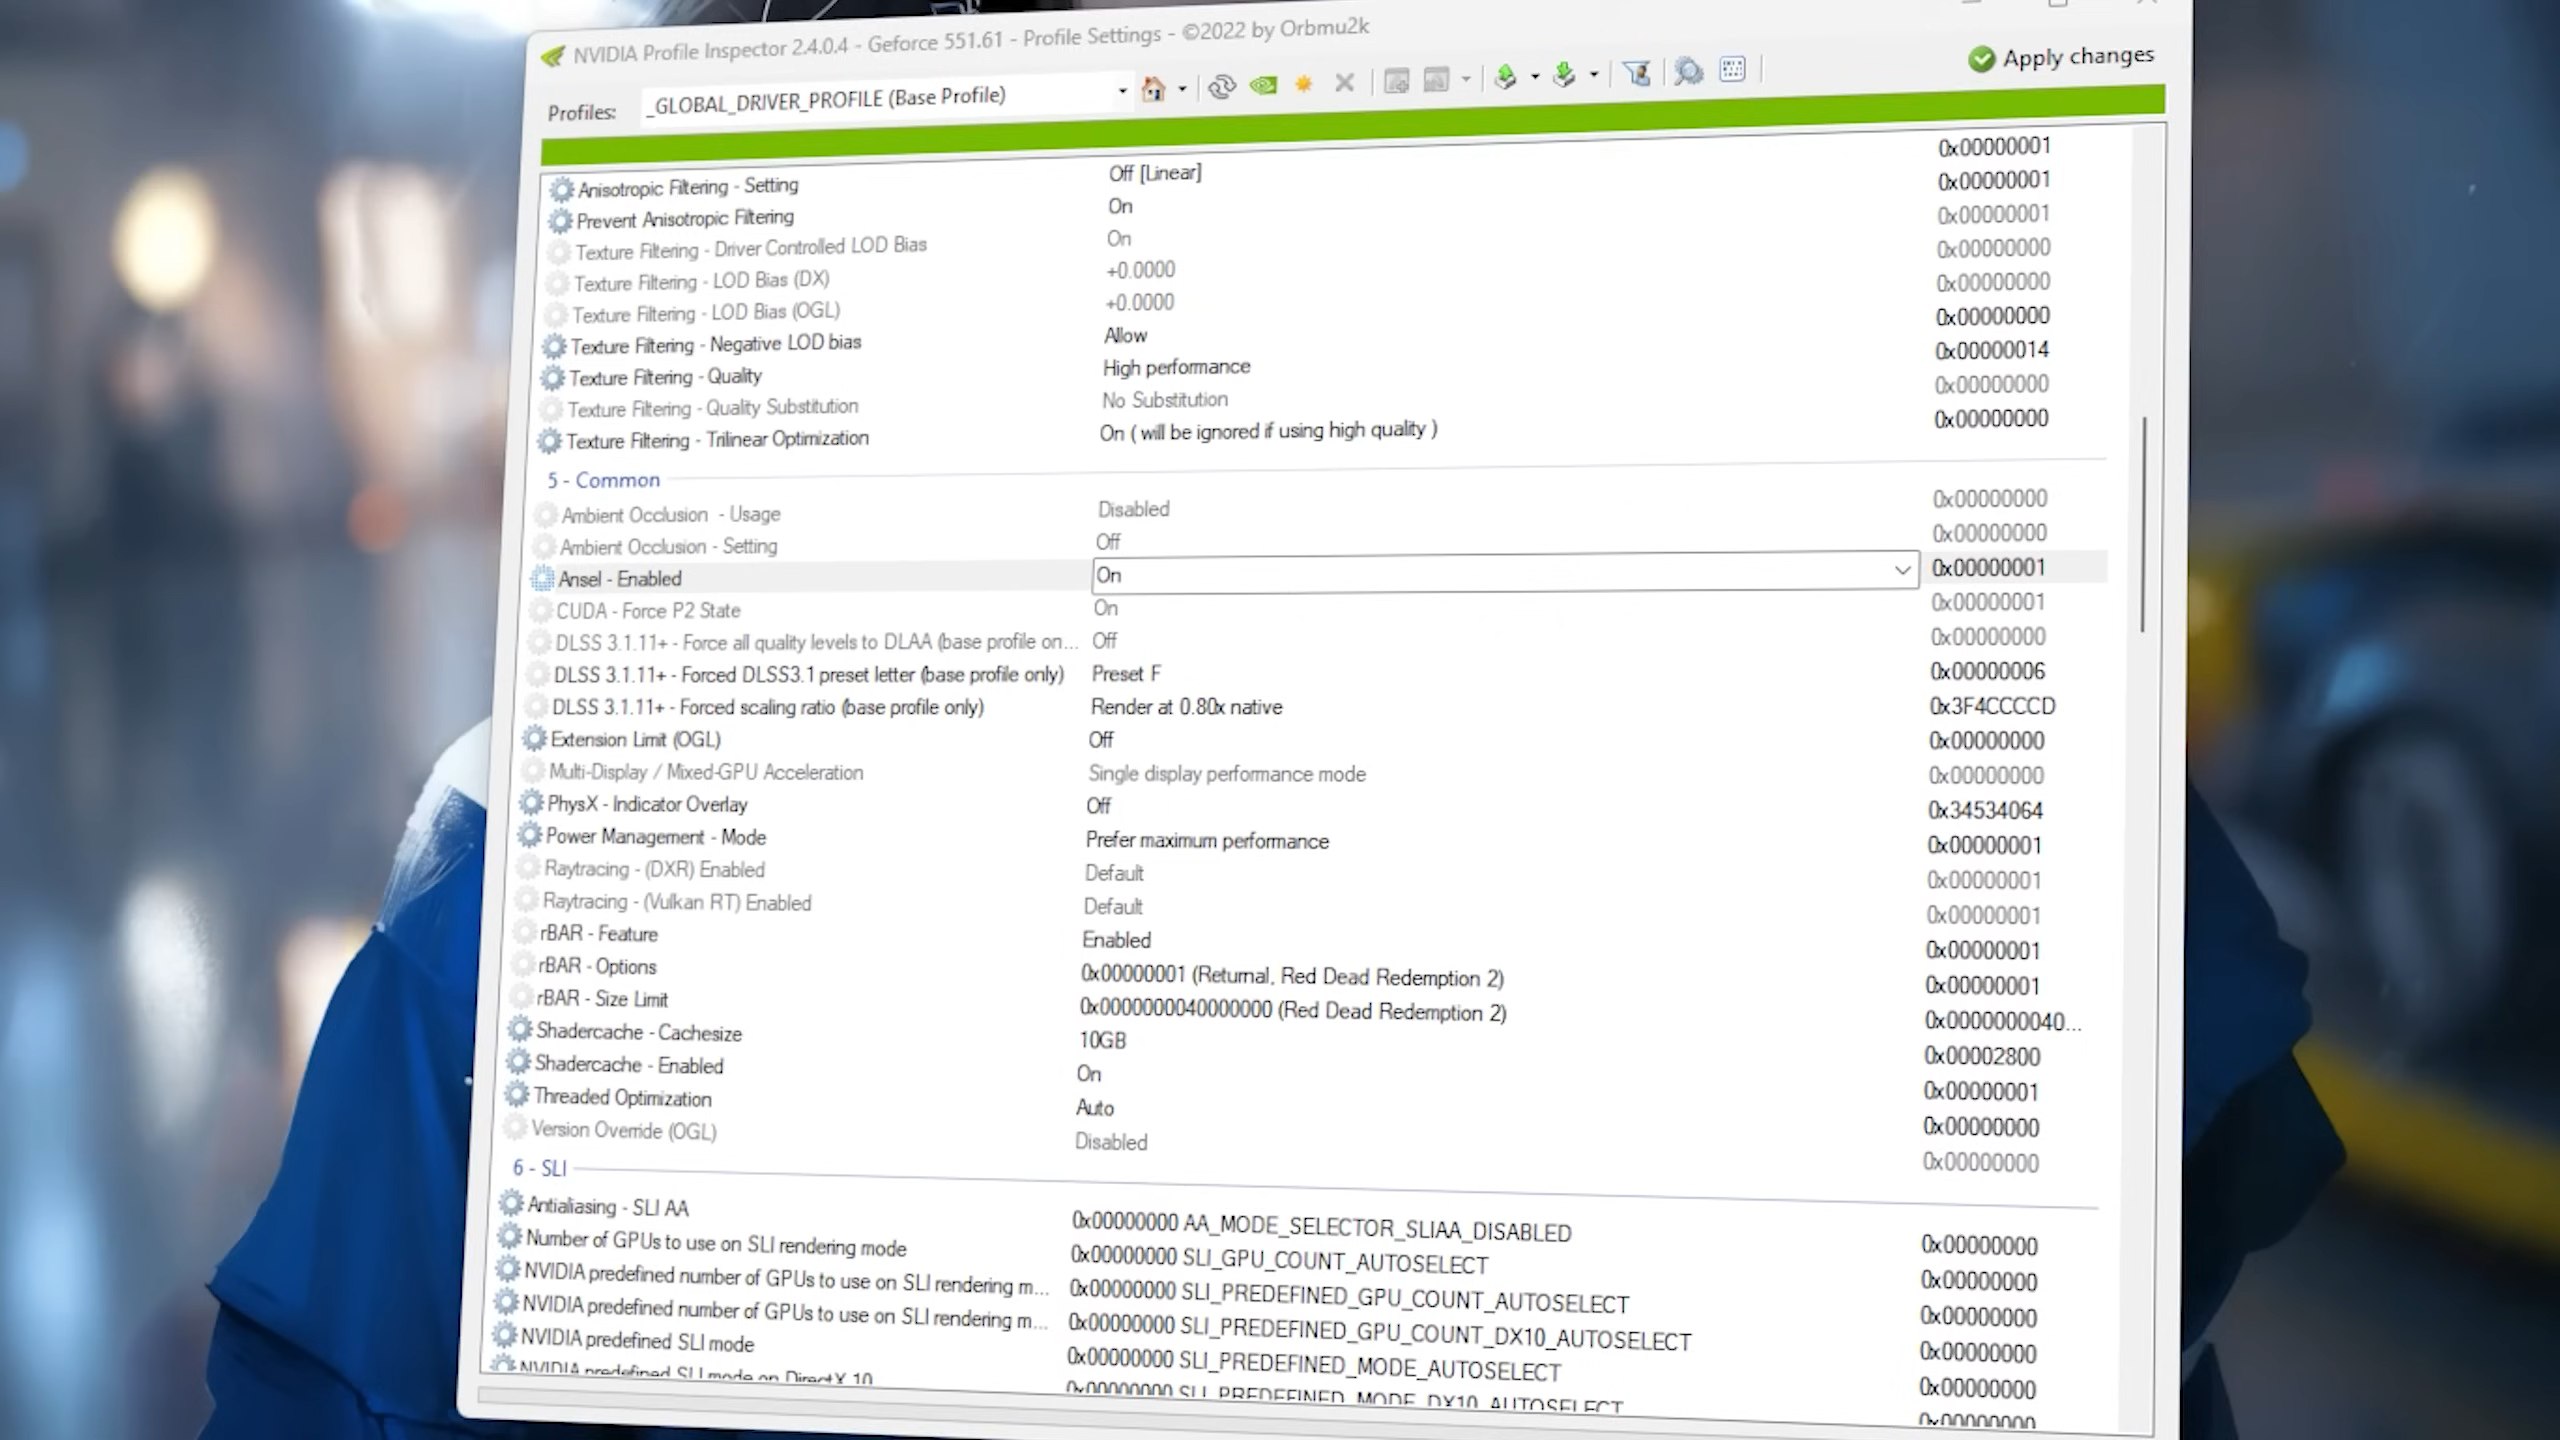 NVIDIA Profile Inspector 2.4.0.4 - Geforce 551.61 - Profile Settings - ©2022 by Orbmu2k
Profiles: _GLOBAL_DRIVER_PROFILE (Base Profile) Apply changes
0x00000001
Anisotropic Filtering - Setting Off [Linear] 0x00000001
Prevent Anisotropic Filtering On 0x00000001
Texture Filtering - Driver Controlled LOD Bias On 0x00000000
Texture Filtering - LOD Bias (DX) +0.0000 0x00000000
Texture Filtering - LOD Bias (OGL) +0.0000 0x00000000
Texture Filtering - Negative LOD bias Allow 0x00000014
Texture Filtering - Quality High performance 0x00000000
Texture Filtering - Quality Substitution No Substitution 0x00000000
Texture Filtering - Trilinear Optimization On ( will be ignored if using high quality )
5 - Common
Ambient Occlusion - Usage Disabled 0x00000000
Ambient Occlusion - Setting Off 0x00000000
Ansel - Enabled On 0x00000001
CUDA - Force P2 State On 0x00000001
DLSS 3.1.11+ - Force all quality levels to DLAA (base profile on... Off 0x00000000
DLSS 3.1.11+ - Forced DLSS3.1 preset letter (base profile only) Preset F 0x00000006
DLSS 3.1.11+ - Forced scaling ratio (base profile only) Render at 0.80x native 0x3F4CCCCD
Extension Limit (OGL) Off 0x00000000
Multi-Display / Mixed-GPU Acceleration Single display performance mode 0x00000000
PhysX - Indicator Overlay Off 0x34534064
Power Management - Mode Prefer maximum performance 0x00000001
Raytracing - (DXR) Enabled Default 0x00000001
Raytracing - (Vulkan RT) Enabled Default 0x00000001
rBAR - Feature Enabled 0x00000001
rBAR - Options 0x00000001 (Returnal, Red Dead Redemption 2) 0x00000001
rBAR - Size Limit 0x0000000040000000 (Red Dead Redemption 2) 0x0000000040...
Shadercache - Cachesize 10GB 0x00002800
Shadercache - Enabled On 0x00000001
Threaded Optimization Auto 0x00000000
Version Override (OGL) Disabled 0x00000000
6 - SLI
Antialiasing - SLI AA 0x00000000 AA_MODE_SELECTOR_SLIAA_DISABLED 0x00000000
Number of GPUs to use on SLI rendering mode 0x00000000 SLI_GPU_COUNT_AUTOSELECT 0x00000000
NVIDIA predefined number of GPUs to use on SLI rendering m... 0x00000000 SLI_PREDEFINED_GPU_COUNT_AUTOSELECT 0x00000000
NVIDIA predefined number of GPUs to use on SLI rendering m... 0x00000000 SLI_PREDEFINED_GPU_COUNT_DX10_AUTOSELECT 0x00000000
NVIDIA predefined SLI mode 0x00000000 SLI_PREDEFINED_MODE_AUTOSELECT 0x00000000
NVIDIA predefined SLI mode on DirectX 10 0x00000000 SLI_PREDEFINED_MODE_DX10_AUTOSELECT 0x00000000